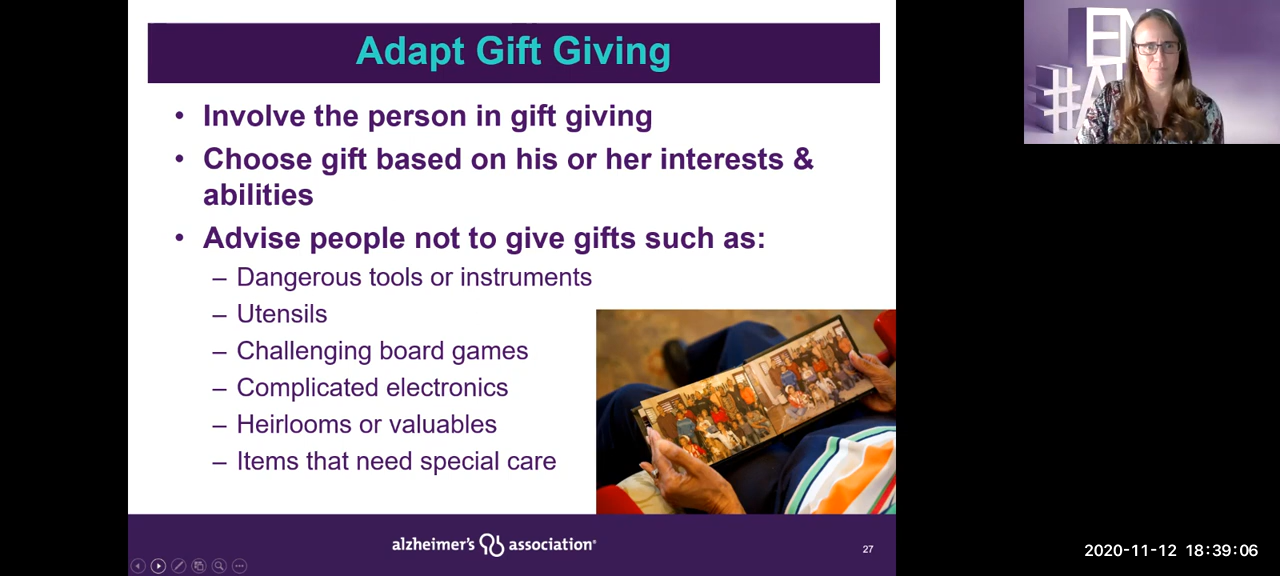 Adapt Gift Giving
• Involve the person in gift giving
• Choose gift based on his or her interests &
abilities
• Advise people not to give gifts such as:
– Dangerous tools or instruments
– Utensils
– Challenging board games
– Complicated electronics
– Heirlooms or valuables
– Items that need special care
alzheimer's association®
27
EN
#A
2020-11-12 18:39:06